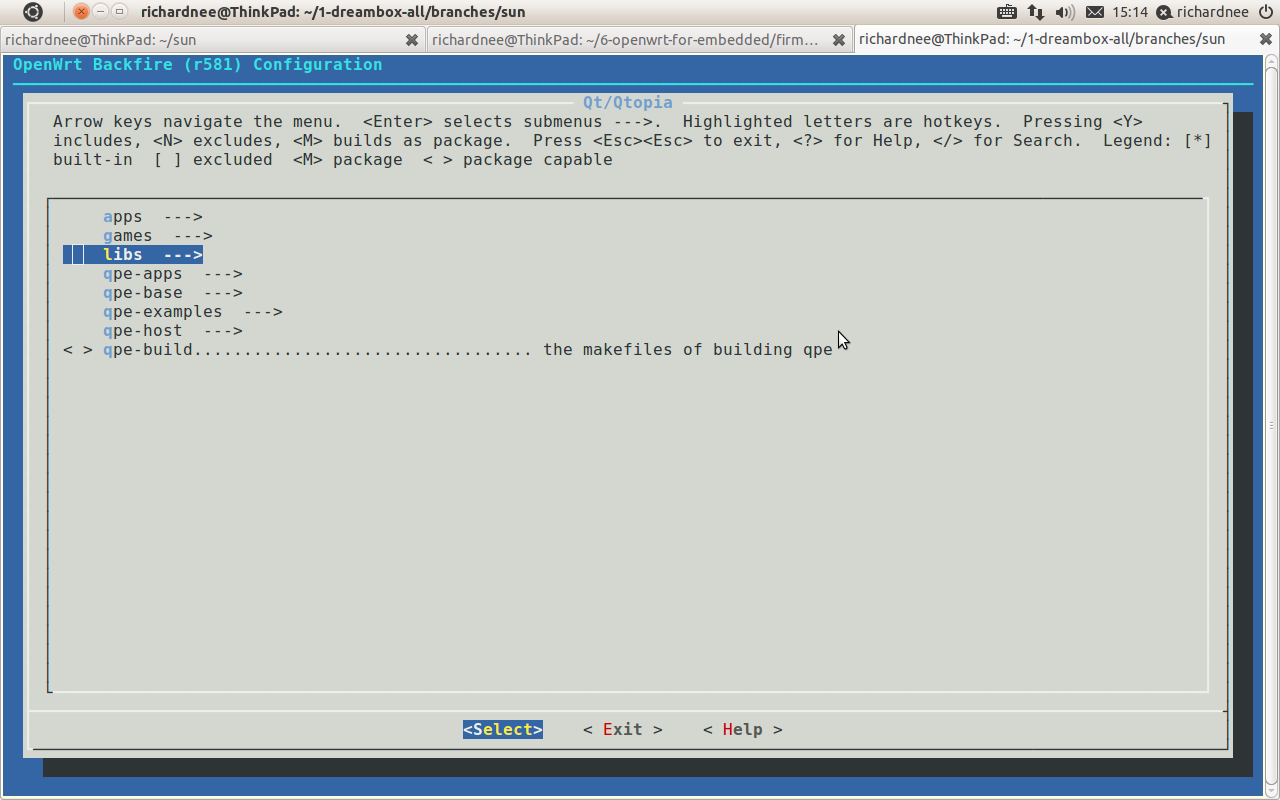 richardnee@ThinkPad: ~/1-dreambox-all/branches/sun 15:14 richardnee
richardnee@ThinkPad: ~/sun richardnee@ThinkPad: ~/6-openwrt-for-embedded/firm... richardnee@ThinkPad: ~/1-dreambox-all/branches/sun
OpenWrt Backfire (r581) Configuration
Qt/Qtopia
Arrow keys navigate the menu.  <Enter> selects submenus --->.  Highlighted letters are hotkeys.  Pressing <Y>
includes, <N> excludes, <M> builds as package.  Press <Esc><Esc> to exit, <?> for Help, </> for Search.  Legend: [*]
built-in  [ ] excluded  <M> package  < > package capable
apps  --->
games  --->
libs  --->
qpe-apps  --->
qpe-base  --->
qpe-examples  --->
qpe-host  --->
< > qpe-build.................................. the makefiles of building qpe
<Select>    < Exit >    < Help >